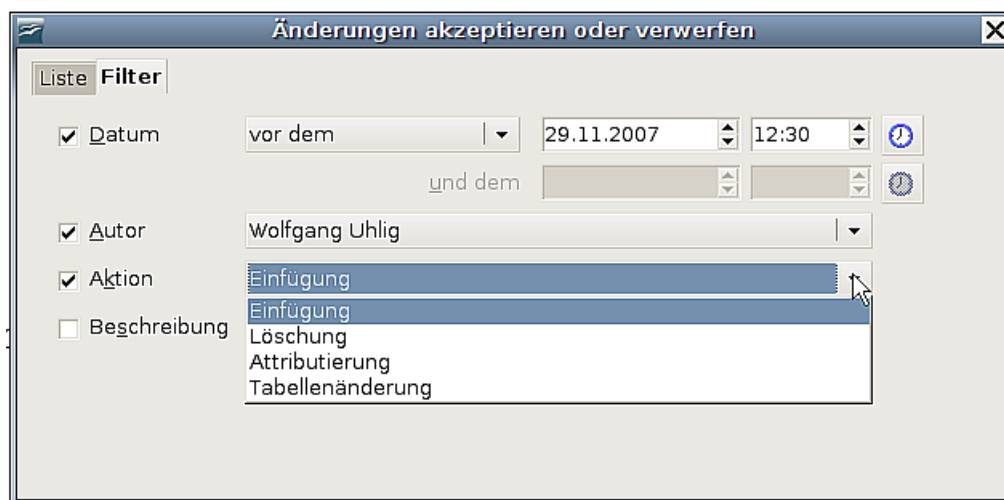 Änderungen akzeptieren oder verwerfen
Liste Filter
Datum vor dem 29.11.2007 12:30
und dem
Autor Wolfgang Uhlig
Aktion Einfügung
Einfügung
Beschreibung
Löschung
Attributierung
Tabellenänderung